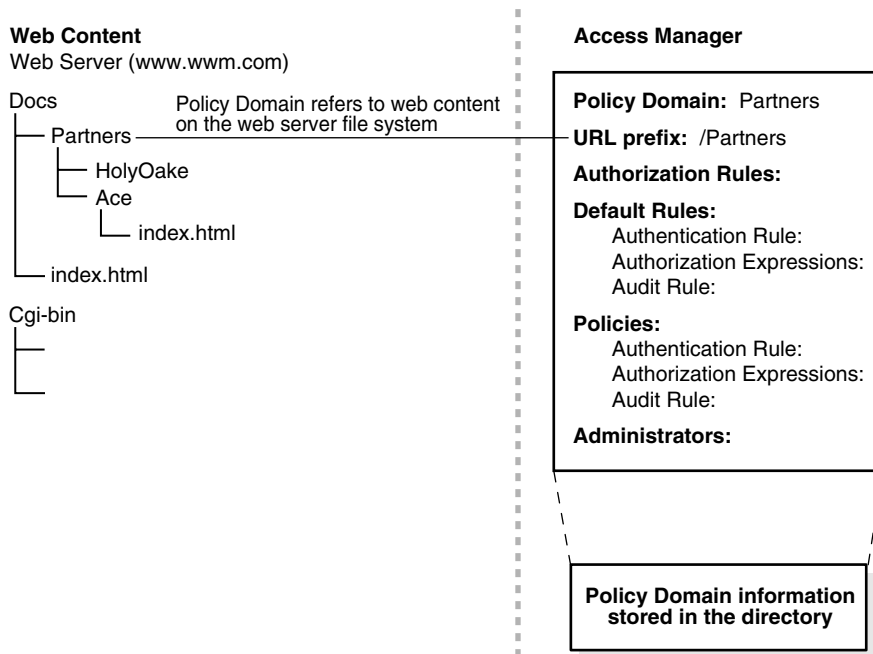 Web Content
Web Server (www.wwm.com)
Docs
Partners
HolyOake
Ace
index.html
index.html
Cgi-bin
Policy Domain refers to web content
on the web server file system
Access Manager
Policy Domain: Partners
URL prefix: /Partners
Authorization Rules:
Default Rules:
Authentication Rule:
Authorization Expressions:
Audit Rule:
Policies:
Authentication Rule:
Authorization Expressions:
Audit Rule:
Administrators:
Policy Domain information
stored in the directory